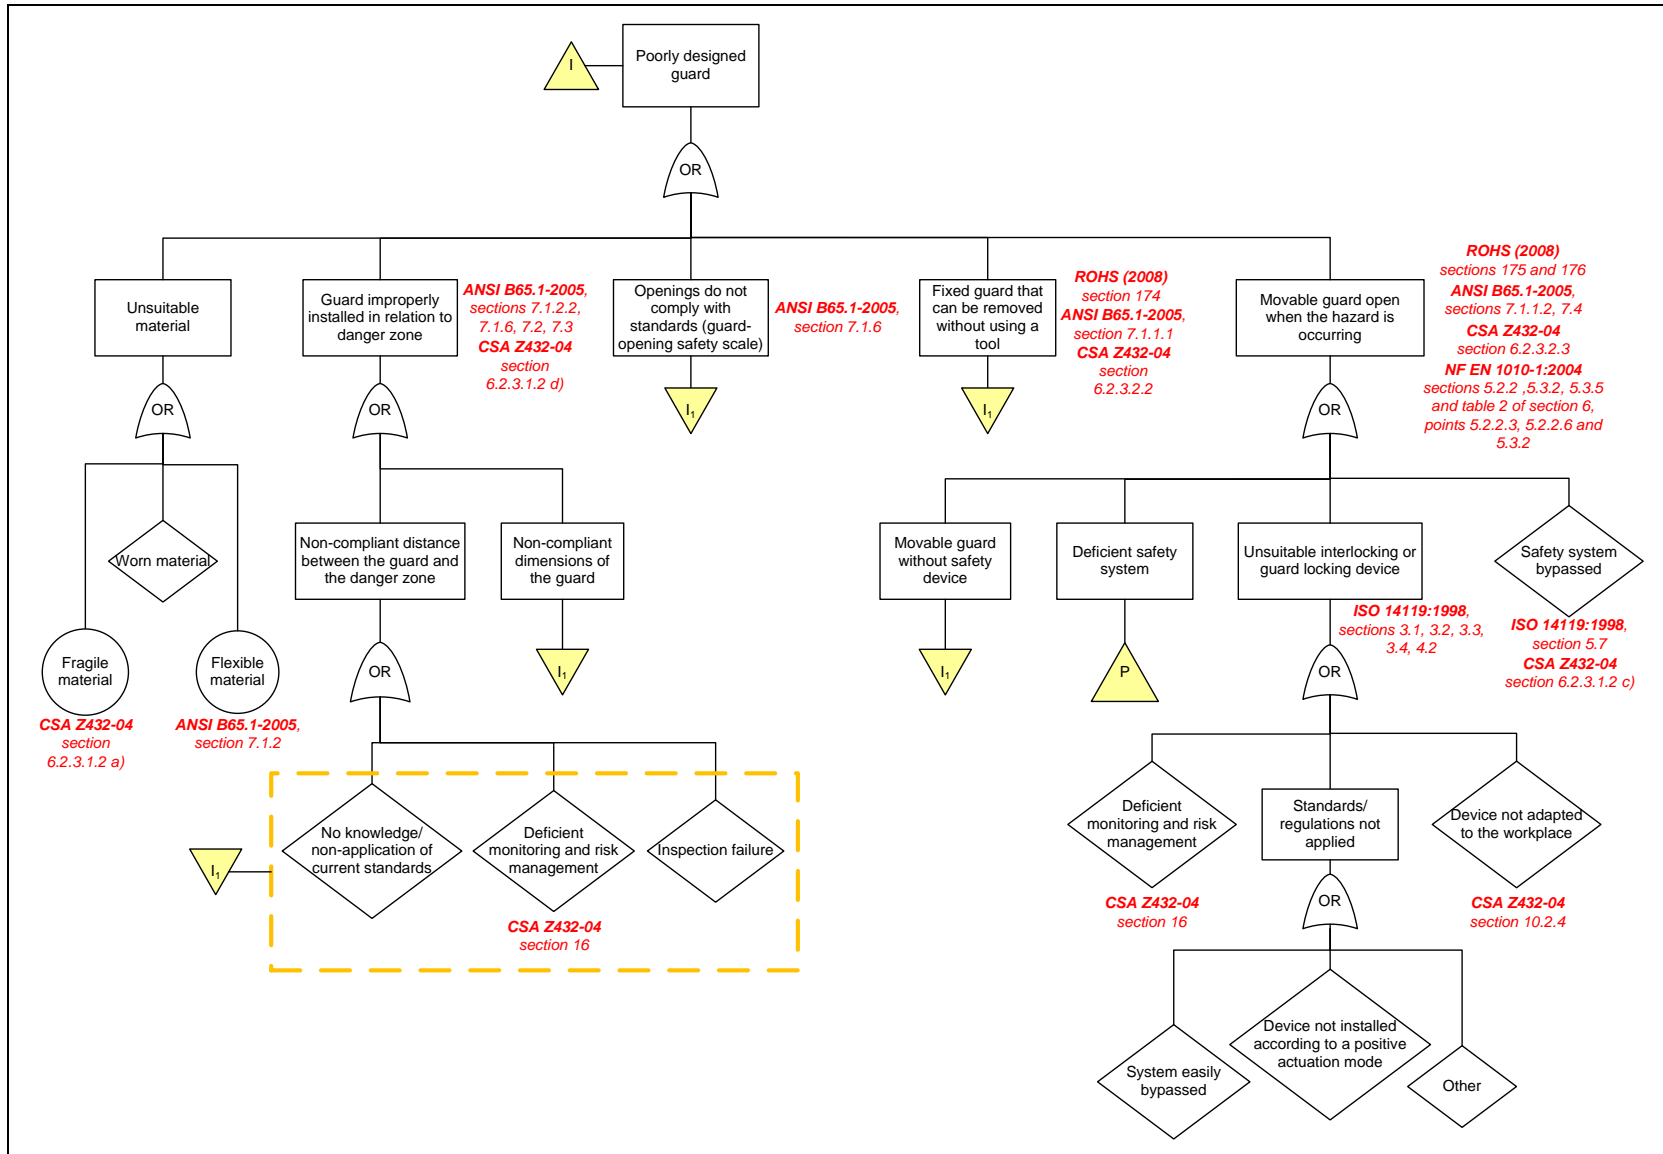 Poorly designed
guard
I
OR
Unsuitable
material
Guard improperly
installed in relation to
danger zone
ANSI B65.1-2005,
sections 7.1.2.2,
7.1.6, 7.2, 7.3
CSA Z432-04
section
6.2.3.1.2 d)
Openings do not
comply with
standards (guard-
opening safety scale)
ANSI B65.1-2005,
section 7.1.6
Fixed guard that
can be removed
without using a
tool
ROHS (2008)
section 174
ANSI B65.1-2005,
section 7.1.1.1
CSA Z432-04
section
6.2.3.2.2
Movable guard open
when the hazard is
occurring
ROHS (2008)
sections 175 and 176
ANSI B65.1-2005,
sections 7.1.1.2, 7.4
CSA Z432-04
section 6.2.3.2.3
NF EN 1010-1:2004
sections 5.2.2 ,5.3.2, 5.3.5
and table 2 of section 6,
points 5.2.2.3, 5.2.2.6 and
5.3.2
OR
OR
I1
I1
OR
Worn material
Fragile
material
CSA Z432-04
section
6.2.3.1.2 a)
Flexible
material
ANSI B65.1-2005,
section 7.1.2
Non-compliant distance
between the guard and
the danger zone
Non-compliant
dimensions of
the guard
OR
I1
Movable guard
without safety
device
I1
Deficient safety
system
P
Unsuitable interlocking or
guard locking device
ISO 14119:1998,
sections 3.1, 3.2, 3.3,
3.4, 4.2
OR
Safety system
bypassed
ISO 14119:1998,
section 5.7
CSA Z432-04
section 6.2.3.1.2 c)
I1
No knowledge/
non-application of
current standards
Deficient
monitoring and risk
management
CSA Z432-04
section 16
Inspection failure
Deficient
monitoring and risk
management
CSA Z432-04
section 16
Standards/
regulations not
applied
OR
Device not adapted
to the workplace
CSA Z432-04
section 10.2.4
System easily
bypassed
Device not installed
according to a positive
actuation mode
Other